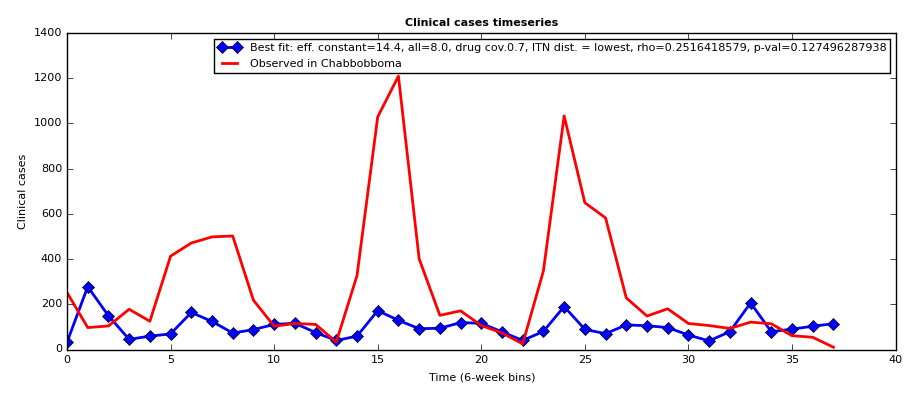 Clinical cases timeseries
1400
1200
1000
800
600
400
200
0
Clinical cases
Best fit: eff. constant=14.4, all=8.0, drug cov.0.7, ITN dist. = lowest, rho=0.2516418579, p-val=0.127496287938
Observed in Chabbobboma
0 5 10 15 20 25 30 35 40
Time (6-week bins)